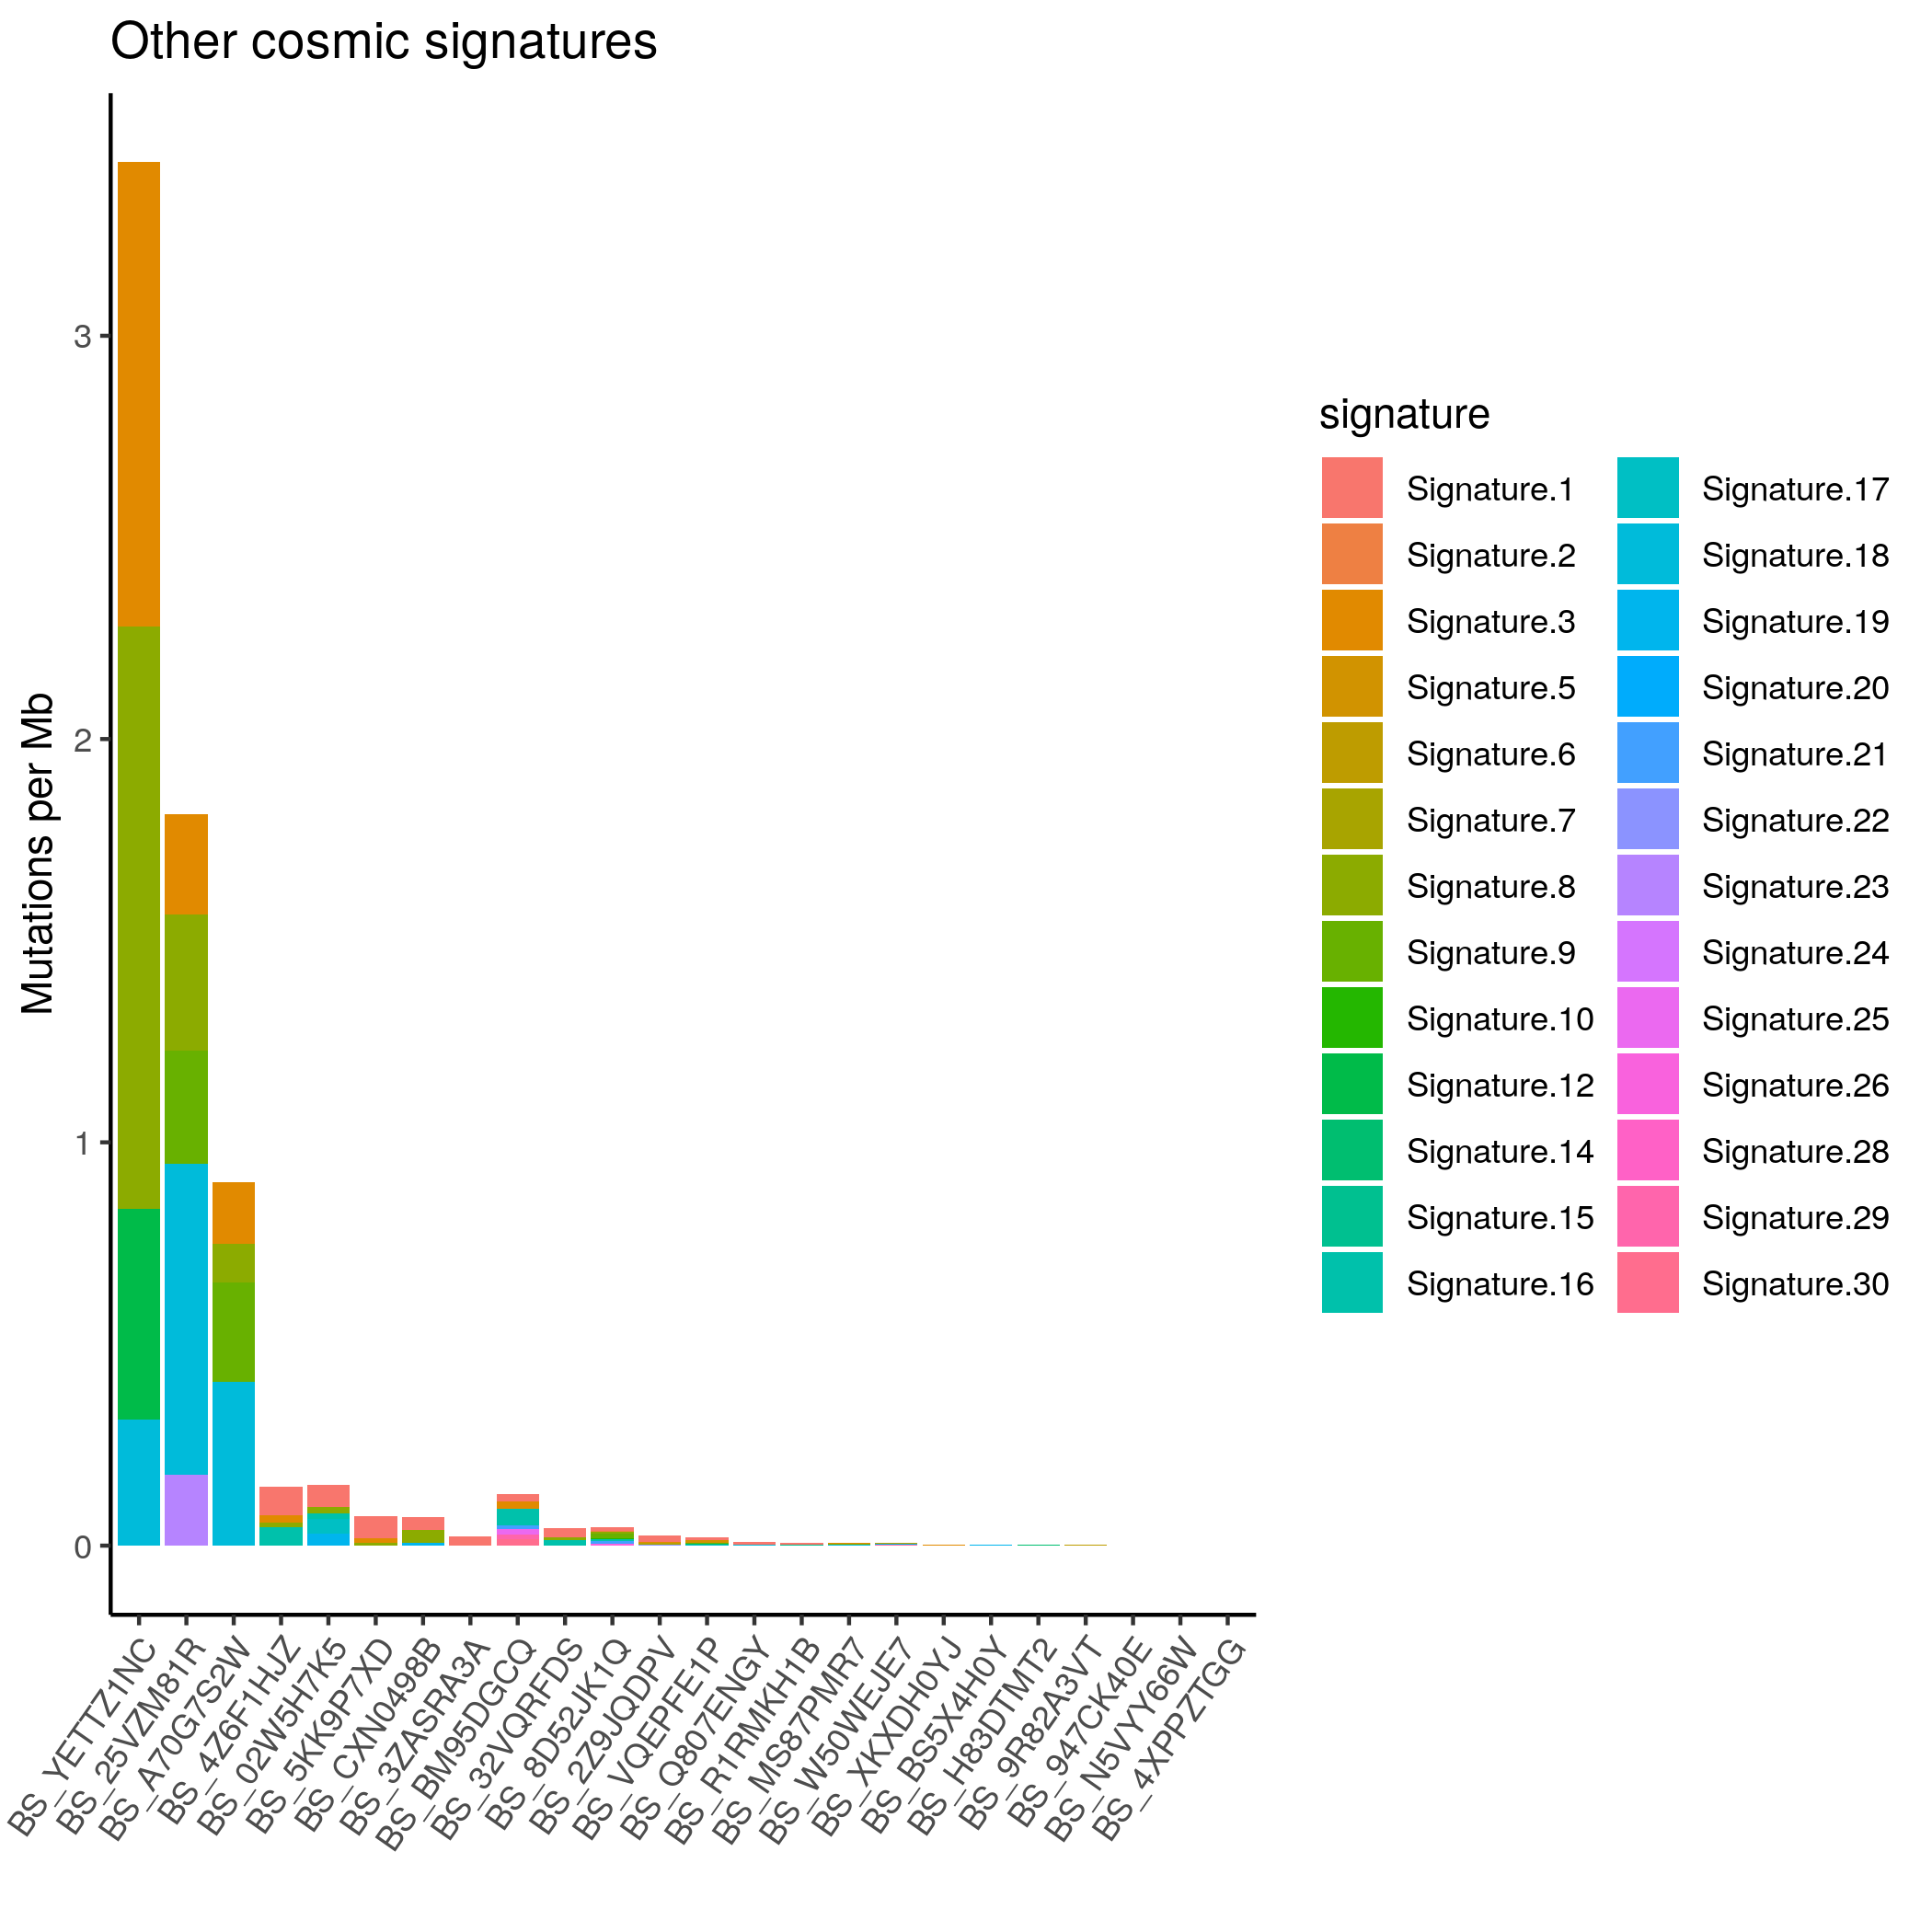 Other cosmic signatures
Mutations per Mb
3
2
1
0
BS_YETTZ1NC
BS_25VZM81R
BS_A70G7S2W
BS_4Z6F1HJZ
BS_02W5H7K5
BS_5KK9P7XD
BS_CXN0498B
BS_3ZASRA3A
BS_BM95DGCQ
BS_32VQRFDS
BS_8D52JK1Q
BS_2Z9JQDPV
BS_VQEPFE1P
BS_Q807ENGY
BS_R1RMKH1B
BS_MS87PMR7
BS_W50WEJE7
BS_XKXDH0YJ
BS_BS5X4H0Y
BS_H83DTMT2
BS_9R82A3VT
BS_947CK40E
BS_N5VYY66W
BS_4XPPZTGG
signature
Signature.1
Signature.2
Signature.3
Signature.5
Signature.6
Signature.7
Signature.8
Signature.9
Signature.10
Signature.12
Signature.14
Signature.15
Signature.16
Signature.17
Signature.18
Signature.19
Signature.20
Signature.21
Signature.22
Signature.23
Signature.24
Signature.25
Signature.26
Signature.28
Signature.29
Signature.30